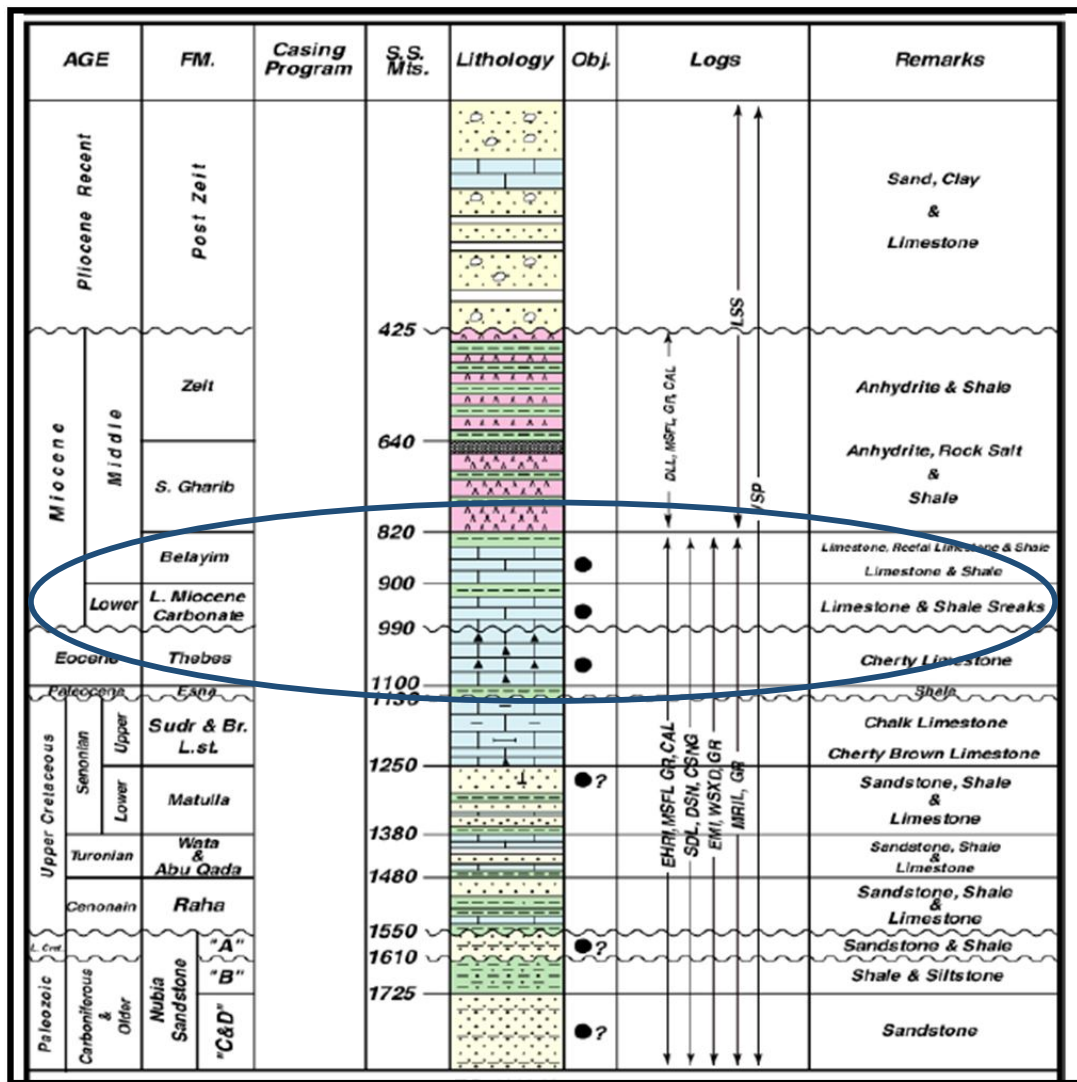 AGE
FM.
Casing
Program
S.S.
Mts.
Lithology
Obj.
Logs
Remarks
Pliocene Recent
Post Zeit
Sand, Clay
&
Limestone
LSS
425
Miocene
Middle
Zeit
DLL, MSFL, GR, CAL
Anhydrite & Shale
640
S. Gharib
Anhydrite, Rock Salt
&
Shale
VSP
820
Belayim
Limestone, Reefal Limestone & Shale
Limestone & Shale
900
Lower
L. Miocene
Carbonate
Limestone & Shale Sreaks
990
Eocene
Thebes
Cherty Limestone
1100
Paleocene
Esna
Shale
1130
Upper Cretaceous
Senonian
Upper
Sudr & Br.
L.st.
Chalk Limestone
Cherty Brown Limestone
1250
Lower
Matulla
?
Sandstone, Shale
&
Limestone
EHRI, MSFL GR, CAL
SDL, DSN, CSNG
EMI, WSXD, GR
MRIL, GR
1380
Turonian
Wata
&
Abu Qada
Sandstone, Shale
&
Limestone
1480
Cenonain
Raha
Sandstone, Shale
&
Limestone
1550
L. Cret.
Nubia
Sandstone
"A"
?
Sandstone & Shale
1610
Paleozoic
Carboniferous
&
Older
"B"
Shale & Siltstone
1725
"C&D"
?
Sandstone